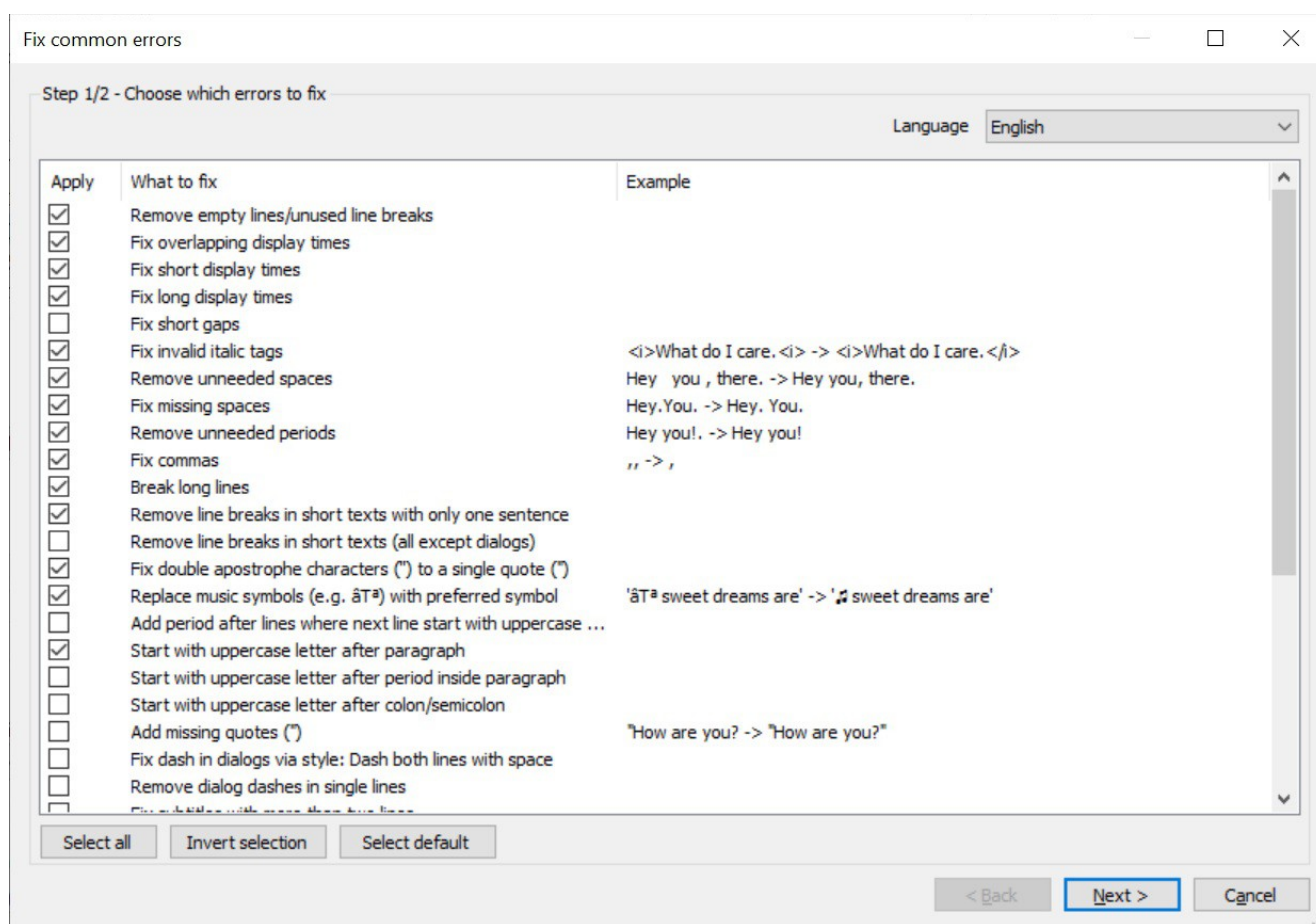 Fix common errors
Step 1/2 - Choose which errors to fix
Language English
Apply What to fix Example
Remove empty lines/unused line breaks
Fix overlapping display times
Fix short display times
Fix long display times
Fix short gaps
Fix invalid italic tags <i>What do I care.<i> -> <i>What do I care.</i>
Remove unneeded spaces Hey   you , there. -> Hey you, there.
Fix missing spaces Hey.You. -> Hey. You.
Remove unneeded periods Hey you!. -> Hey you!
Fix commas ,, -> ,
Break long lines
Remove line breaks in short texts with only one sentence
Remove line breaks in short texts (all except dialogs)
Fix double apostrophe characters ('') to a single quote (")
Replace music symbols (e.g. âTª) with preferred symbol 'âTª sweet dreams are' -> '♫ sweet dreams are'
Add period after lines where next line start with uppercase ...
Start with uppercase letter after paragraph
Start with uppercase letter after period inside paragraph
Start with uppercase letter after colon/semicolon
Add missing quotes (") "How are you? -> "How are you?"
Fix dash in dialogs via style: Dash both lines with space
Remove dialog dashes in single lines
Fix subtitles with more than two lines
Select all Invert selection Select default
< Back Next > Cancel